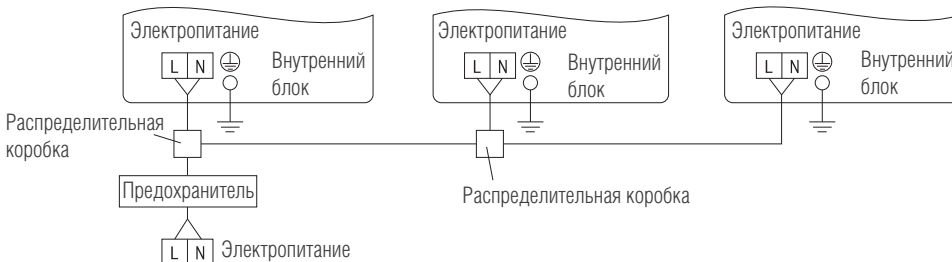 Электропитание
L N
Внутренний
блок
Электропитание
L N
Внутренний
блок
Электропитание
L N
Внутренний
блок
Распределительная
коробка
Распределительная коробка
Предохранитель
L N
Электропитание